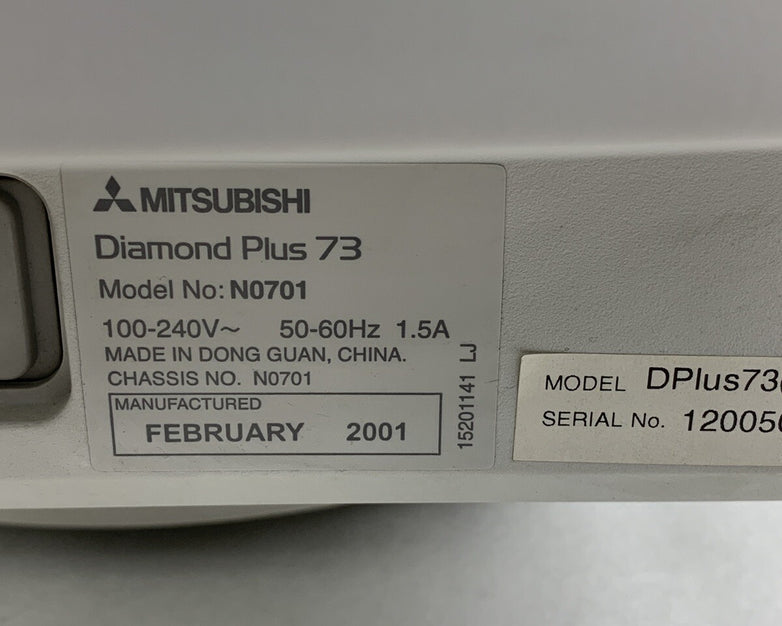 MITSUBISHI
Diamond Plus 73
Model No: N0701
100-240V~ 50-60Hz 1.5A
MADE IN DONG GUAN, CHINA.
CHASSIS NO. N0701
MANUFACTURED
FEBRUARY 2001
15201141 LJ
MODEL DPlus73(
SERIAL No. 12005